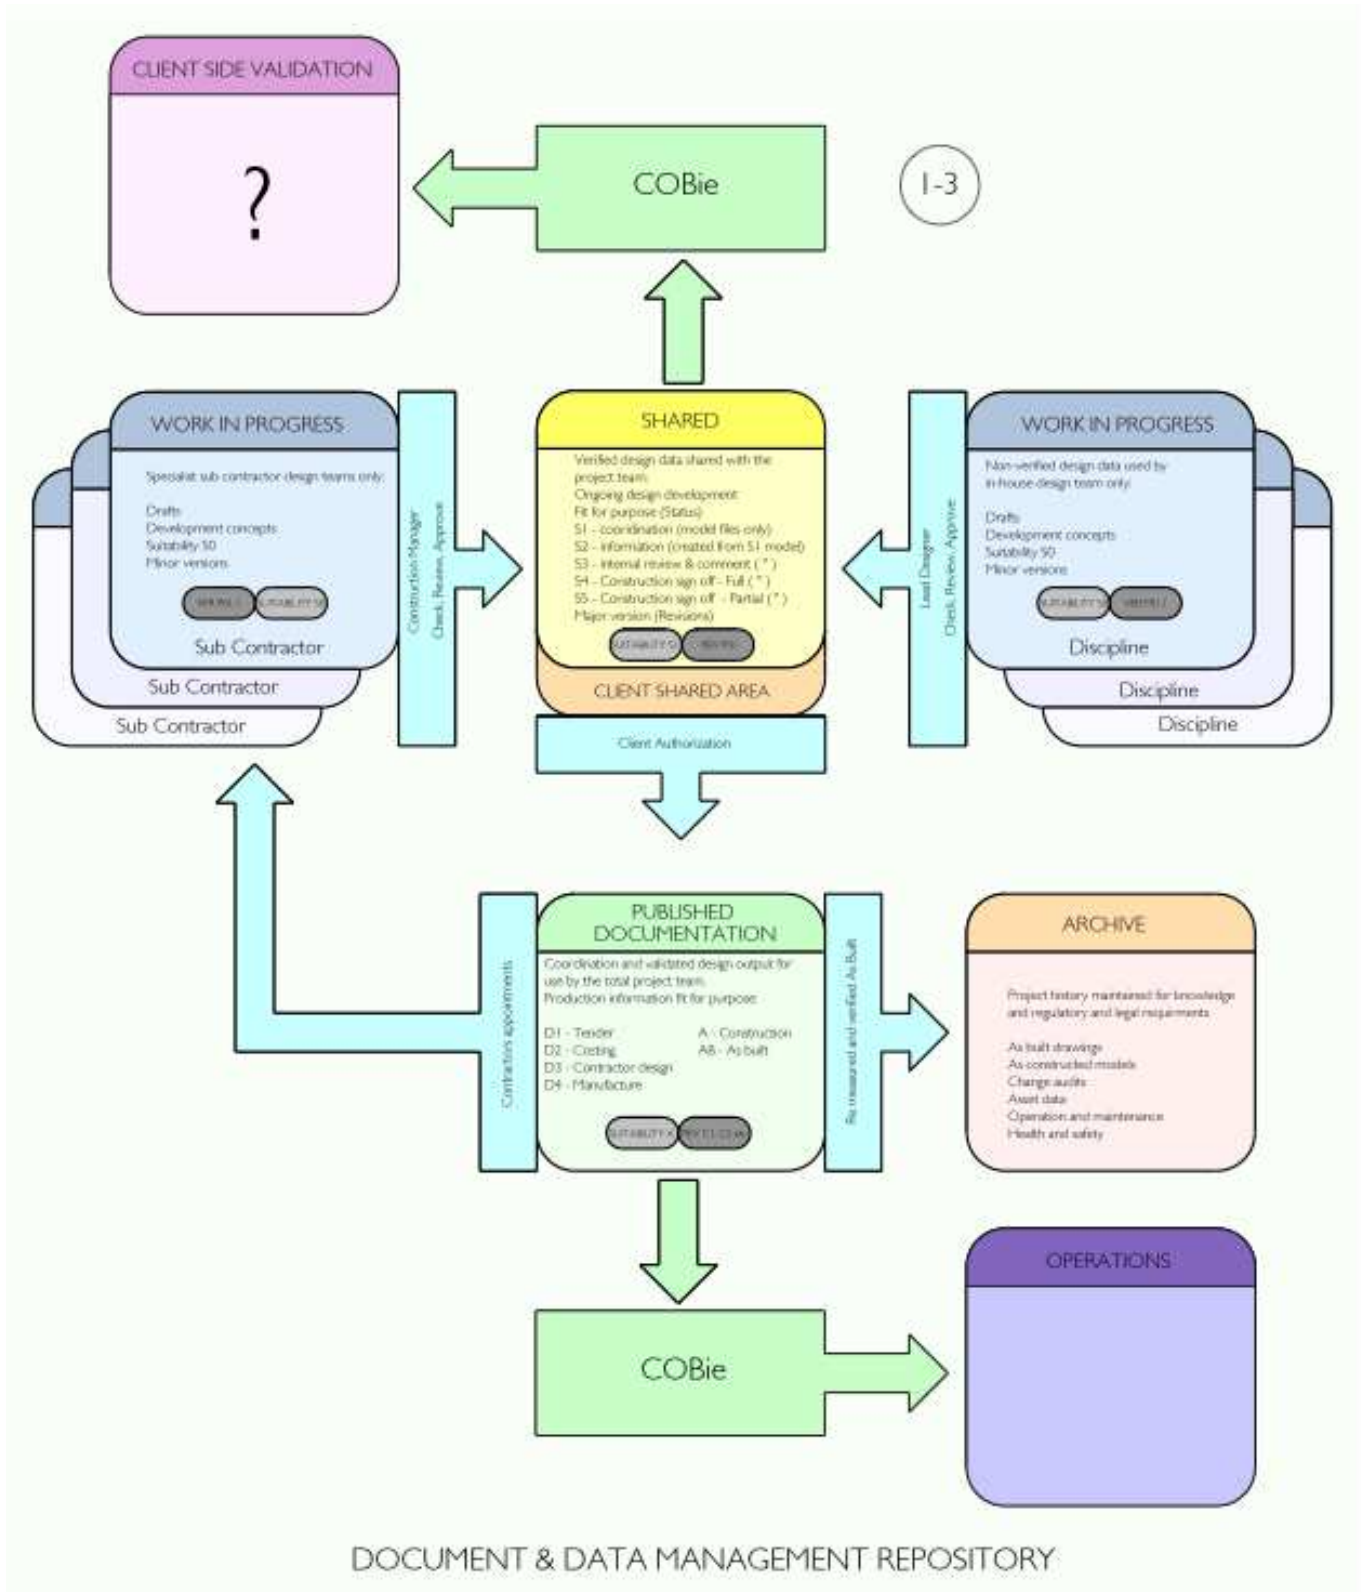 CLIENT SIDE VALIDATION
?
COBie
1-3
WORK IN PROGRESS
Specialist sub contractor design teams only:
Drafts
Development concepts
Suitability S0
Minor versions
SUITABILITY S0
Sub Contractor
Sub Contractor
Sub Contractor
Construction Manager
Check, Review, Approve
SHARED
Verified design data shared with the
project team.
Ongoing design development
Fit for purpose (Status)
S1 - cooridination (model files only)
S2 - information (created from S1 model)
S3 - internal review & comment ( * )
S4 - Construction sign off - Full ( * )
S5 - Construction sign off - Partial ( * )
Major version (Revisions)
CLIENT SHARED AREA
Client Authorization
Lead Designer
Check, Review, Approve
WORK IN PROGRESS
Non-verified design data used by
in-house design team only:
Drafts
Development concepts
Suitability S0
Minor versions
SUITABILITY S0
Discipline
Discipline
Discipline
Contractors appointments
PUBLISHED
DOCUMENTATION
Coordination and validated design output for
use by the total project team.
Production information fit for purpose
D1 - Tender
D2 - Costing
D3 - Contractor design
D4 - Manufacture
A - Construction
AB - As built
SUITABILITY A
Re measured and verified As Built
ARCHIVE
Project history maintained for knowledge
and regulatory and legal requirments
As built drawings
As constructed models
Change audits
Asset data
Operation and maintenance
Health and safety
COBie
OPERATIONS
DOCUMENT & DATA MANAGEMENT REPOSITORY